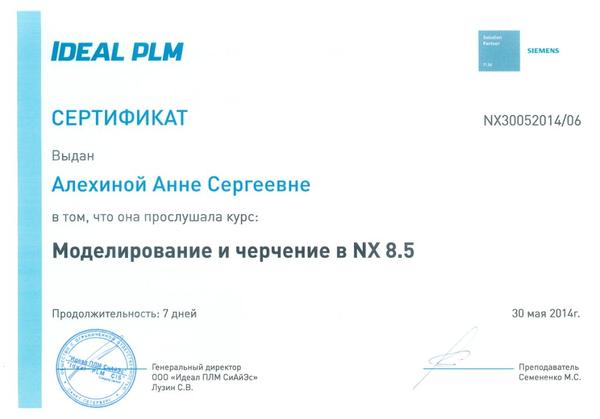 IDEAL PLM
Solution
Partner
PLM
SIEMENS
СЕРТИФИКАТ
NX30052014/06
Выдан
Алехиной Анне Сергеевне
в том, что она прослушала курс:
Моделирование и черчение в NX 8.5
Продолжительность: 7 дней
30 мая 2014г.
Генеральный директор
ООО «Идеал ПЛМ СиАйЭс»
Лузин С.В.
Преподаватель
Семененко М.С.